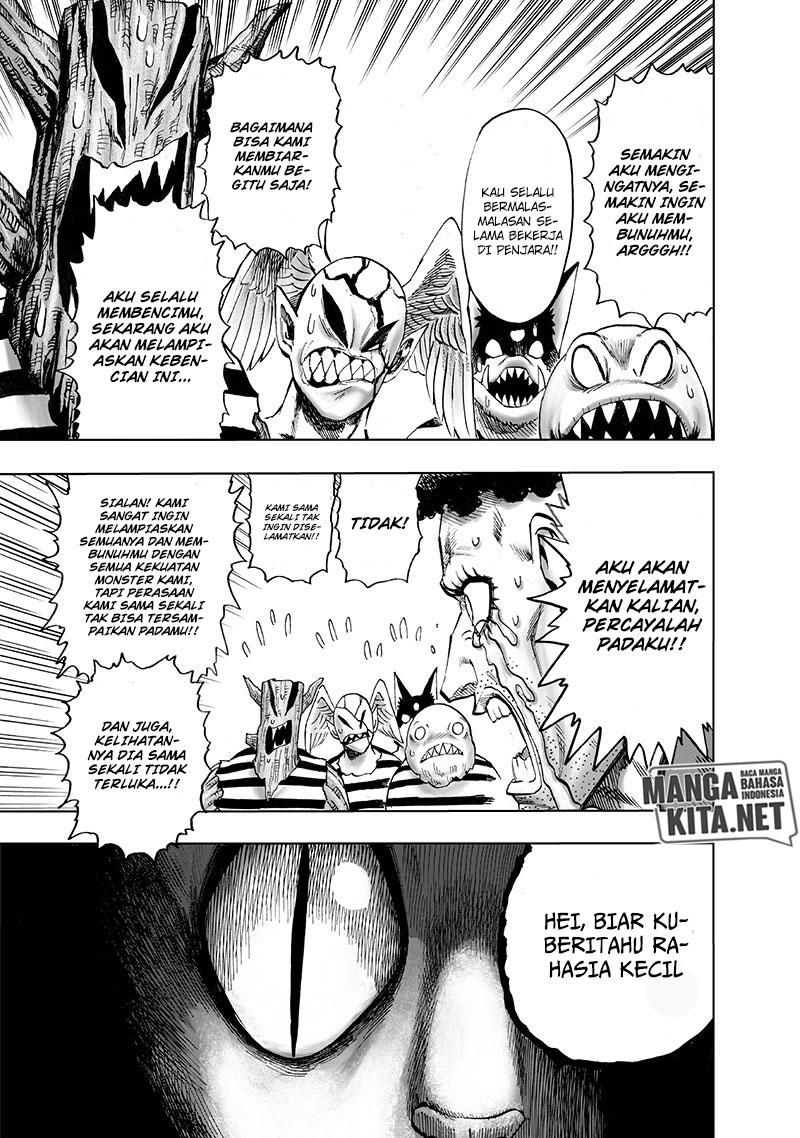 SEMAKIN
AKU MENGI-
NGATNYA, SE-
MAKIN INGIN
AKU MEM-
BUNUHMU,
ARGGGH!!
KAU SELALU
BERMALAS-
MALASAN SE-
LAMA BEKERJA
DI PENJARA!!
BAGAIMANA
BISA KAMI
MEMBIAR-
KANMU BE-
GITU SAJA!
AKU SELALU
MEMBENCIMU,
SEKARANG AKU
AKAN MELAMPI-
ASKAN KEBEN-
CIAN INI...
AKU AKAN
MENYELAMAT-
KAN KALIAN,
PERCAYALAH
PADAKU!!
TIDAK!
KAMI SAMA
SEKALI TAK
INGIN DISE-
LAMATKAN!!
SIALAN! KAMI
SANGAT INGIN
MELAMPIASKAN
SEMUANYA DAN MEM-
BUNUHMU DENGAN
SEMUA KEKUATAN
MONSTER KAMI,
TAPI PERASAAN
KAMI SAMA SEKALI
TAK BISA TERSAM-
PAIKAN PADAMU!!
DAN JUGA,
KELIHATAN-
NYA DIA SAMA
SEKALI TIDAK
TERLUKA...!!
MANGA
BACA MANGA
BAHASA
INDONESIA
KITA.NET
HEI, BIAR KU-
BERITAHU RA-
HASIA KECIL